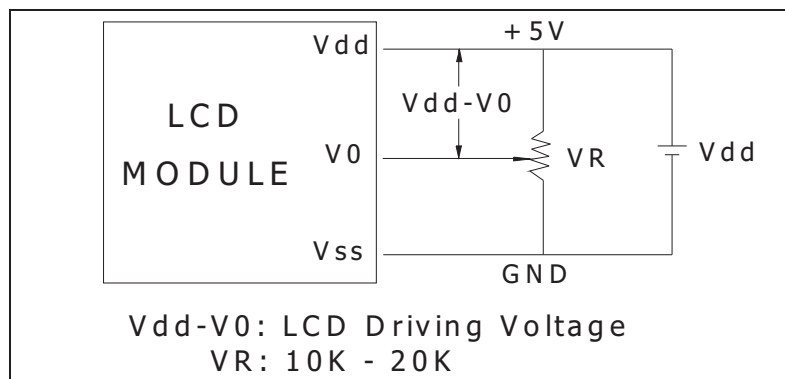 Vdd
+5V
Vdd-V0
LCD
MODULE
V0
VR
Vdd
Vss
GND
Vdd-V0: LCD Driving Voltage
VR: 10K - 20K